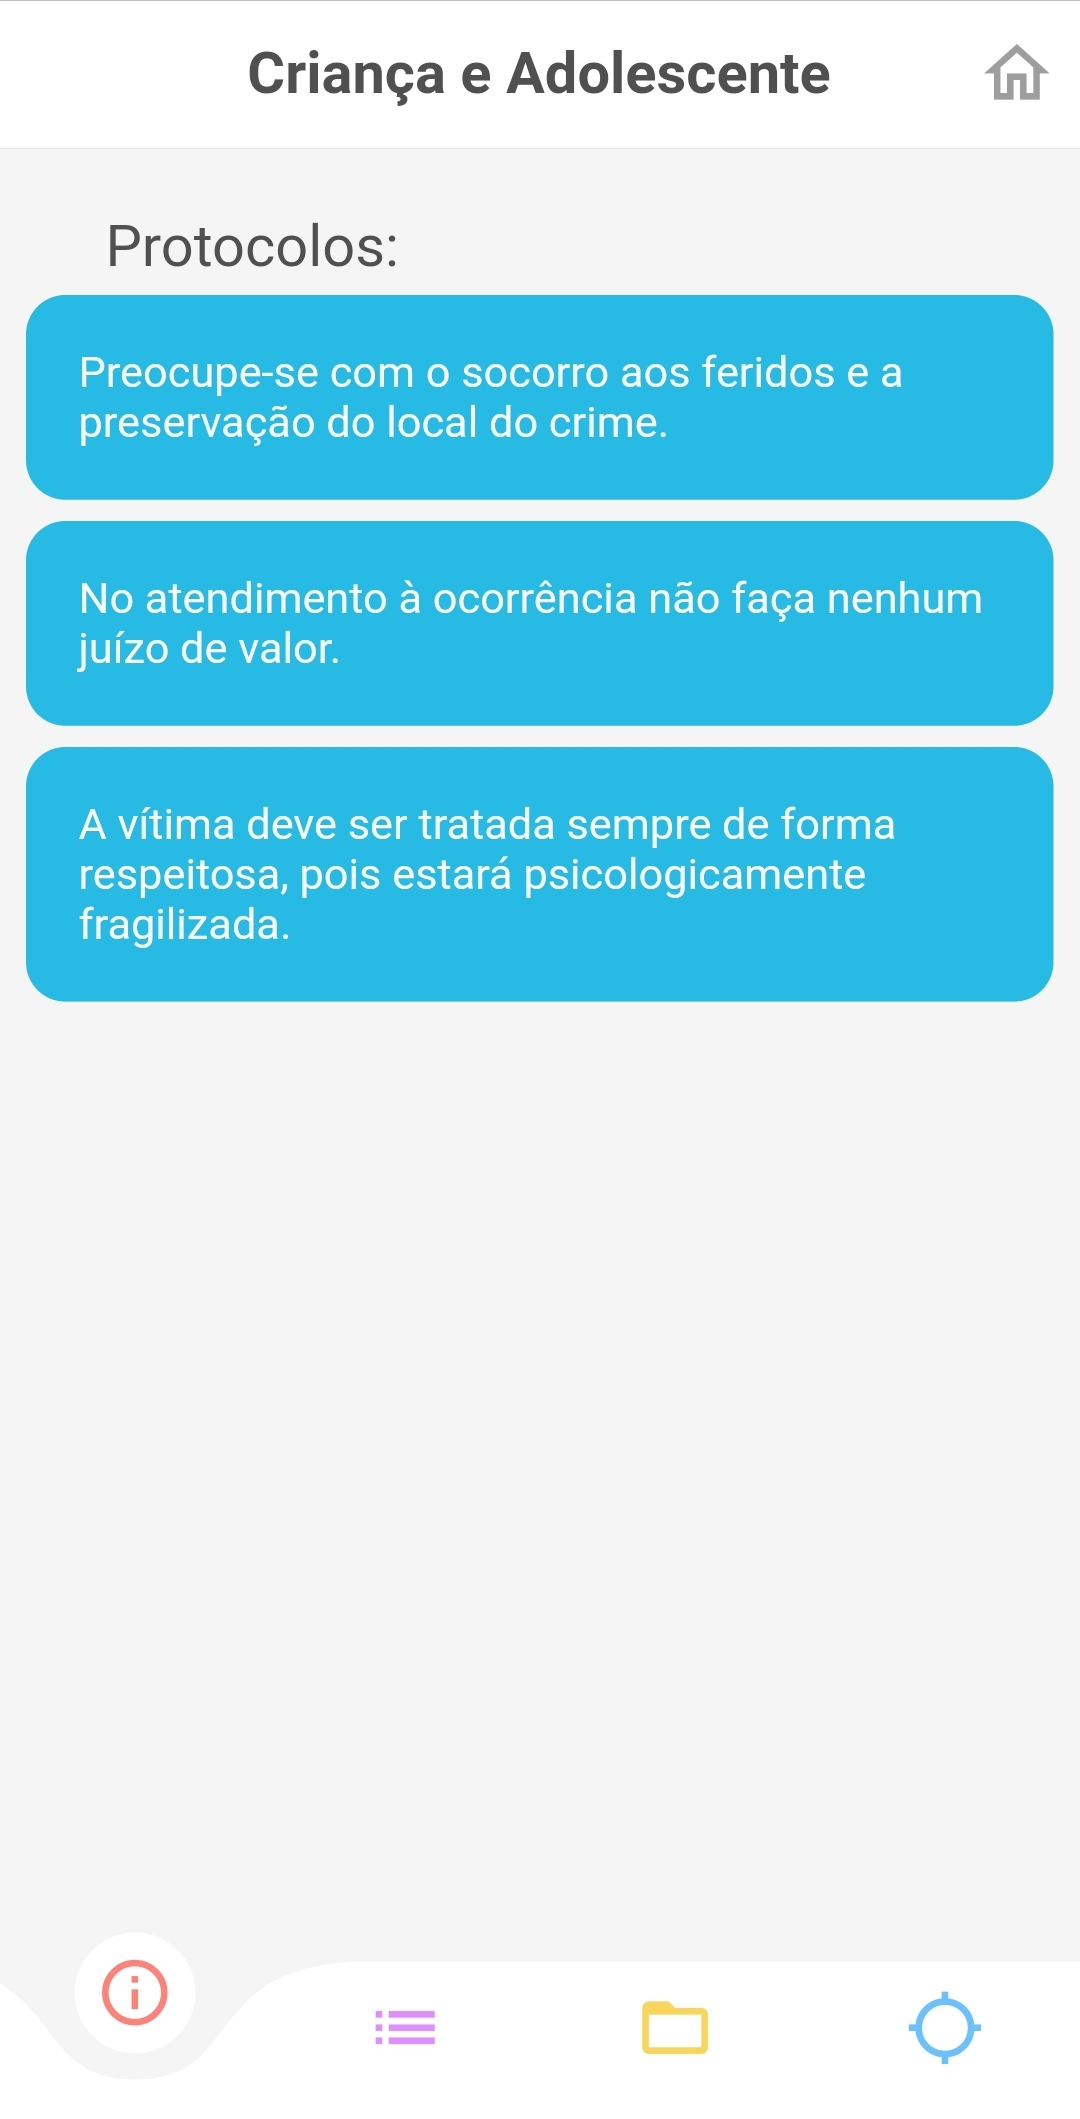 Criança e Adolescente
Protocolos:
Preocupe-se com o socorro aos feridos e a
preservação do local do crime.
No atendimento à ocorrência não faça nenhum
juízo de valor.
A vítima deve ser tratada sempre de forma
respeitosa, pois estará psicologicamente
fragilizada.